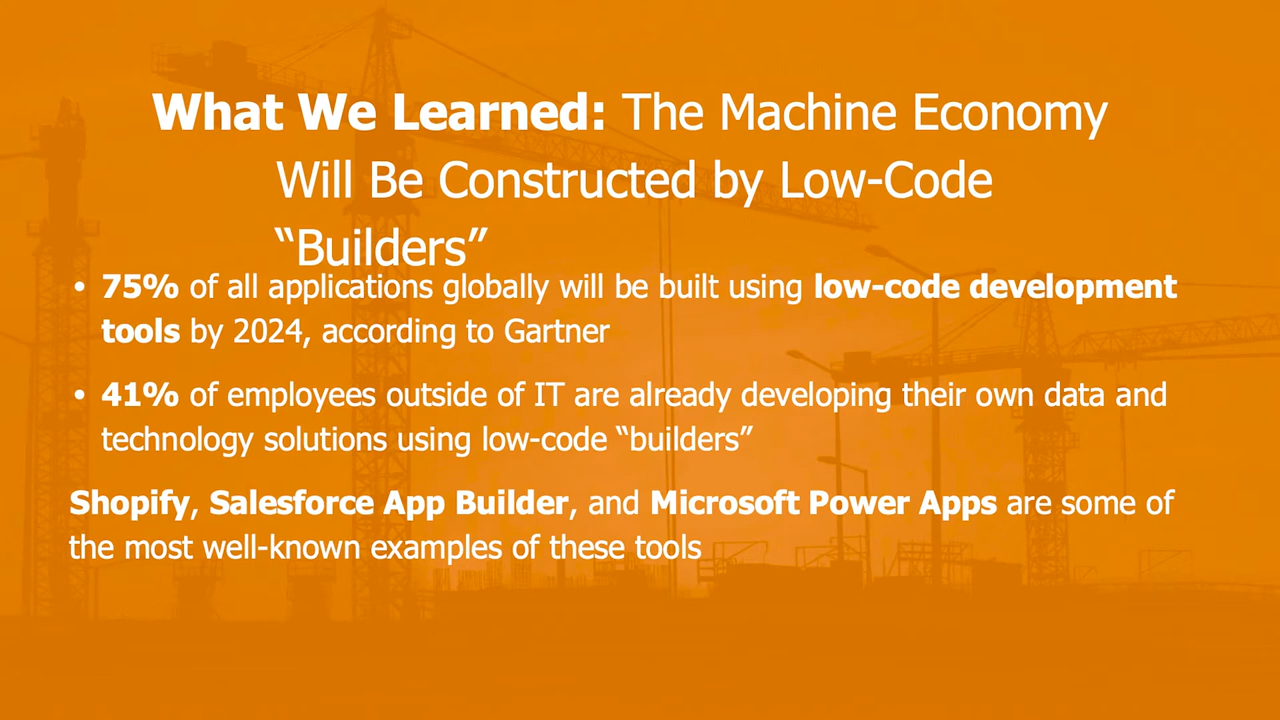 What We Learned: The Machine Economy
Will Be Constructed by Low-Code
“Builders”
• 75% of all applications globally will be built using low-code development
tools by 2024, according to Gartner
• 41% of employees outside of IT are already developing their own data and
technology solutions using low-code “builders”
Shopify, Salesforce App Builder, and Microsoft Power Apps are some of
the most well-known examples of these tools